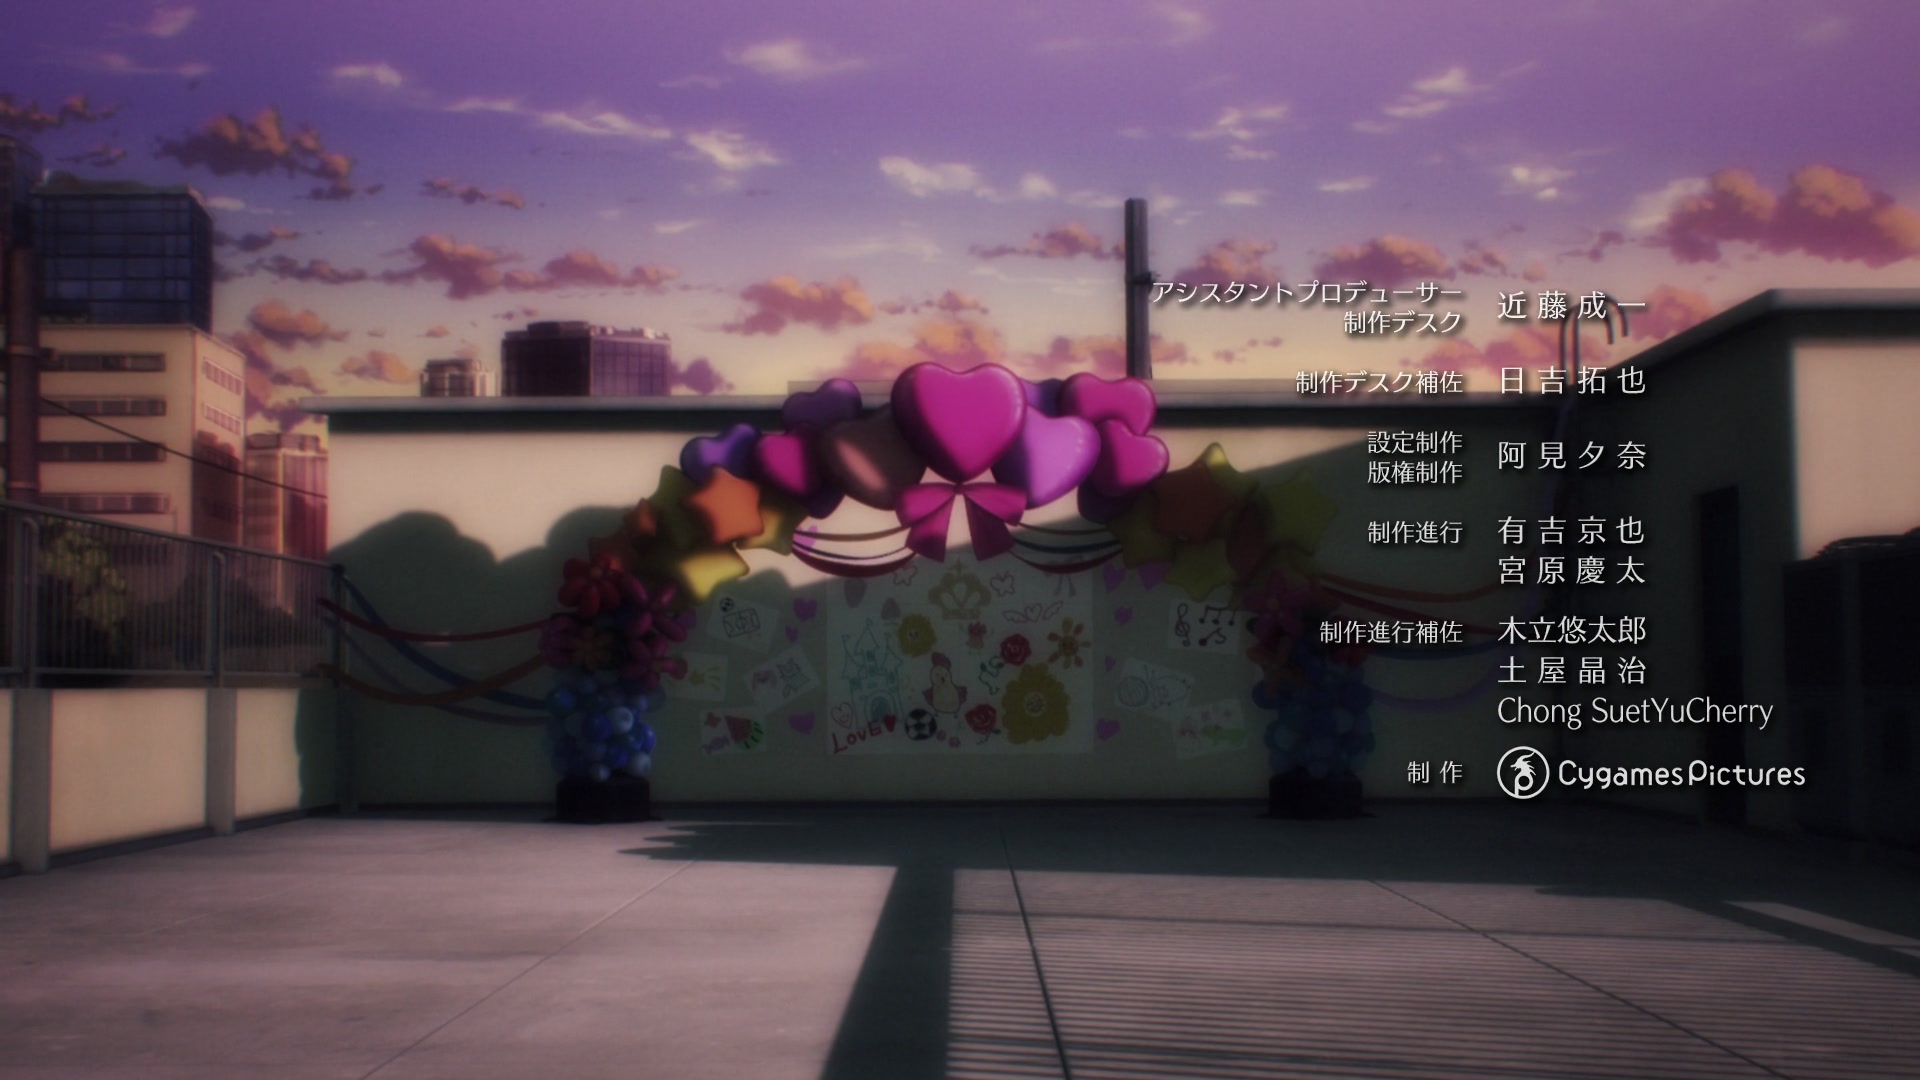 アシスタントプロデューサー
制作デスク
近藤成一
制作デスク補佐
日吉拓也
設定制作
版権制作
阿見夕奈
制作進行
有吉京也
宮原慶太
制作進行補佐
木立悠太郎
土屋晶治
Chong SuetYuCherry
制作
CygamesPictures
LOVE